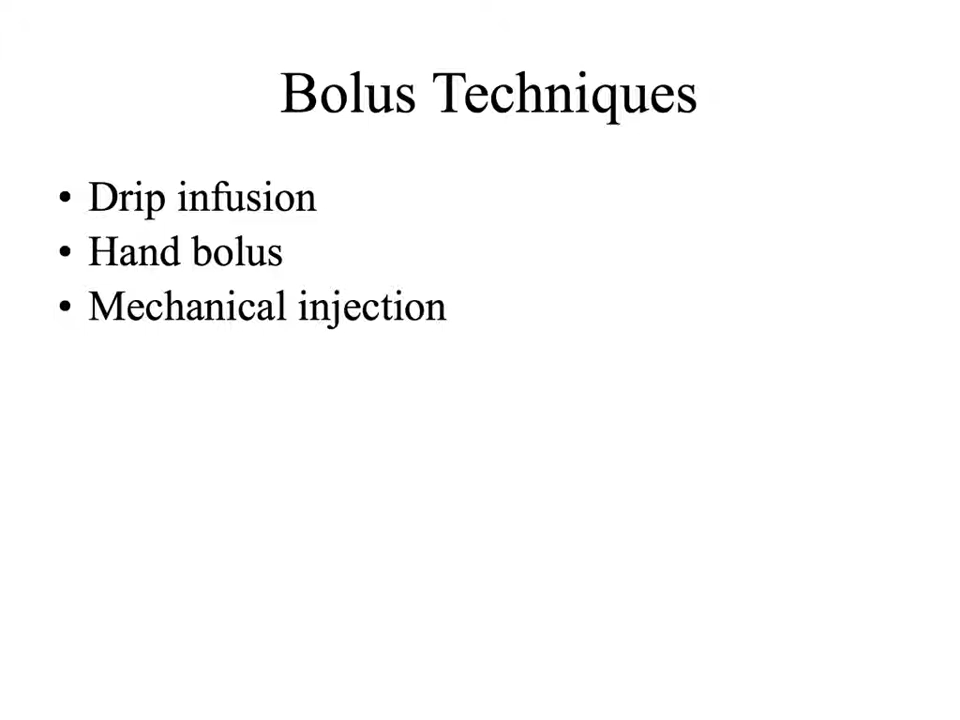 Bolus Techniques
• Drip infusion
• Hand bolus
• Mechanical injection